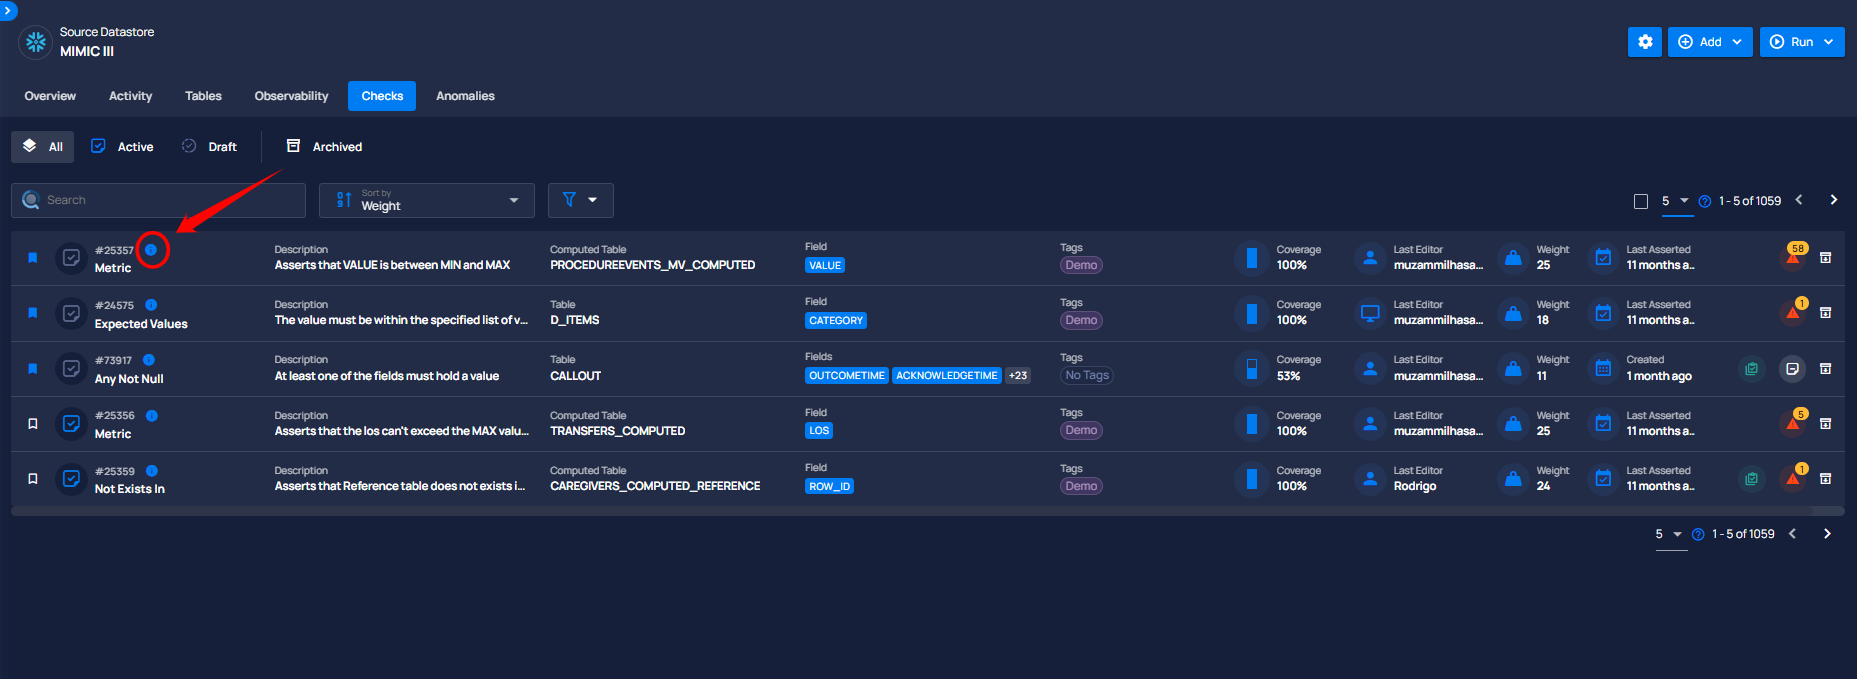 Source Datastore
MIMIC III
Add
Run
Overview
Activity
Tables
Observability
Checks
Anomalies
All
Active
Draft
Archived
Search
Sort by
Weight
5
1 - 5 of 1059
#25357
Metric
Description
Asserts that VALUE is between MIN and MAX
Computed Table
PROCEDUREEVENTS_MV_COMPUTED
Field
VALUE
Tags
Demo
Coverage
100%
Last Editor
muzammilhasa...
Weight
25
Last Asserted
11 months a..
58
#24575
Expected Values
Description
The value must be within the specified list of v...
Table
D_ITEMS
Field
CATEGORY
Tags
Demo
Coverage
100%
Last Editor
muzammilhasa...
Weight
18
Last Asserted
11 months a..
1
#73917
Any Not Null
Description
At least one of the fields must hold a value
Table
CALLOUT
Fields
OUTCOMETIME ACKNOWLEDGETIME +23
Tags
No Tags
Coverage
53%
Last Editor
muzammilhasa...
Weight
11
Created
1 month ago
#25356
Metric
Description
Asserts that the los can't exceed the MAX valu...
Computed Table
TRANSFERS_COMPUTED
Field
LOS
Tags
Demo
Coverage
100%
Last Editor
muzammilhasa...
Weight
25
Last Asserted
11 months a..
5
#25359
Not Exists In
Description
Asserts that Reference table does not exists i...
Computed Table
CAREGIVERS_COMPUTED_REFERENCE
Field
ROW_ID
Tags
Demo
Coverage
100%
Last Editor
Rodrigo
Weight
24
Last Asserted
11 months a..
1
5
1 - 5 of 1059